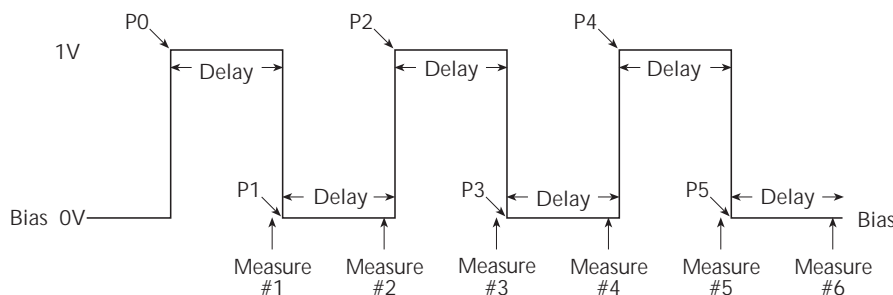 P0
P2
P4
1V
Delay
Delay
Delay
P1
Delay
P3
Delay
P5
Delay
Bias 0V
Bias
Measure
#1
Measure
#2
Measure
#3
Measure
#4
Measure
#5
Measure
#6